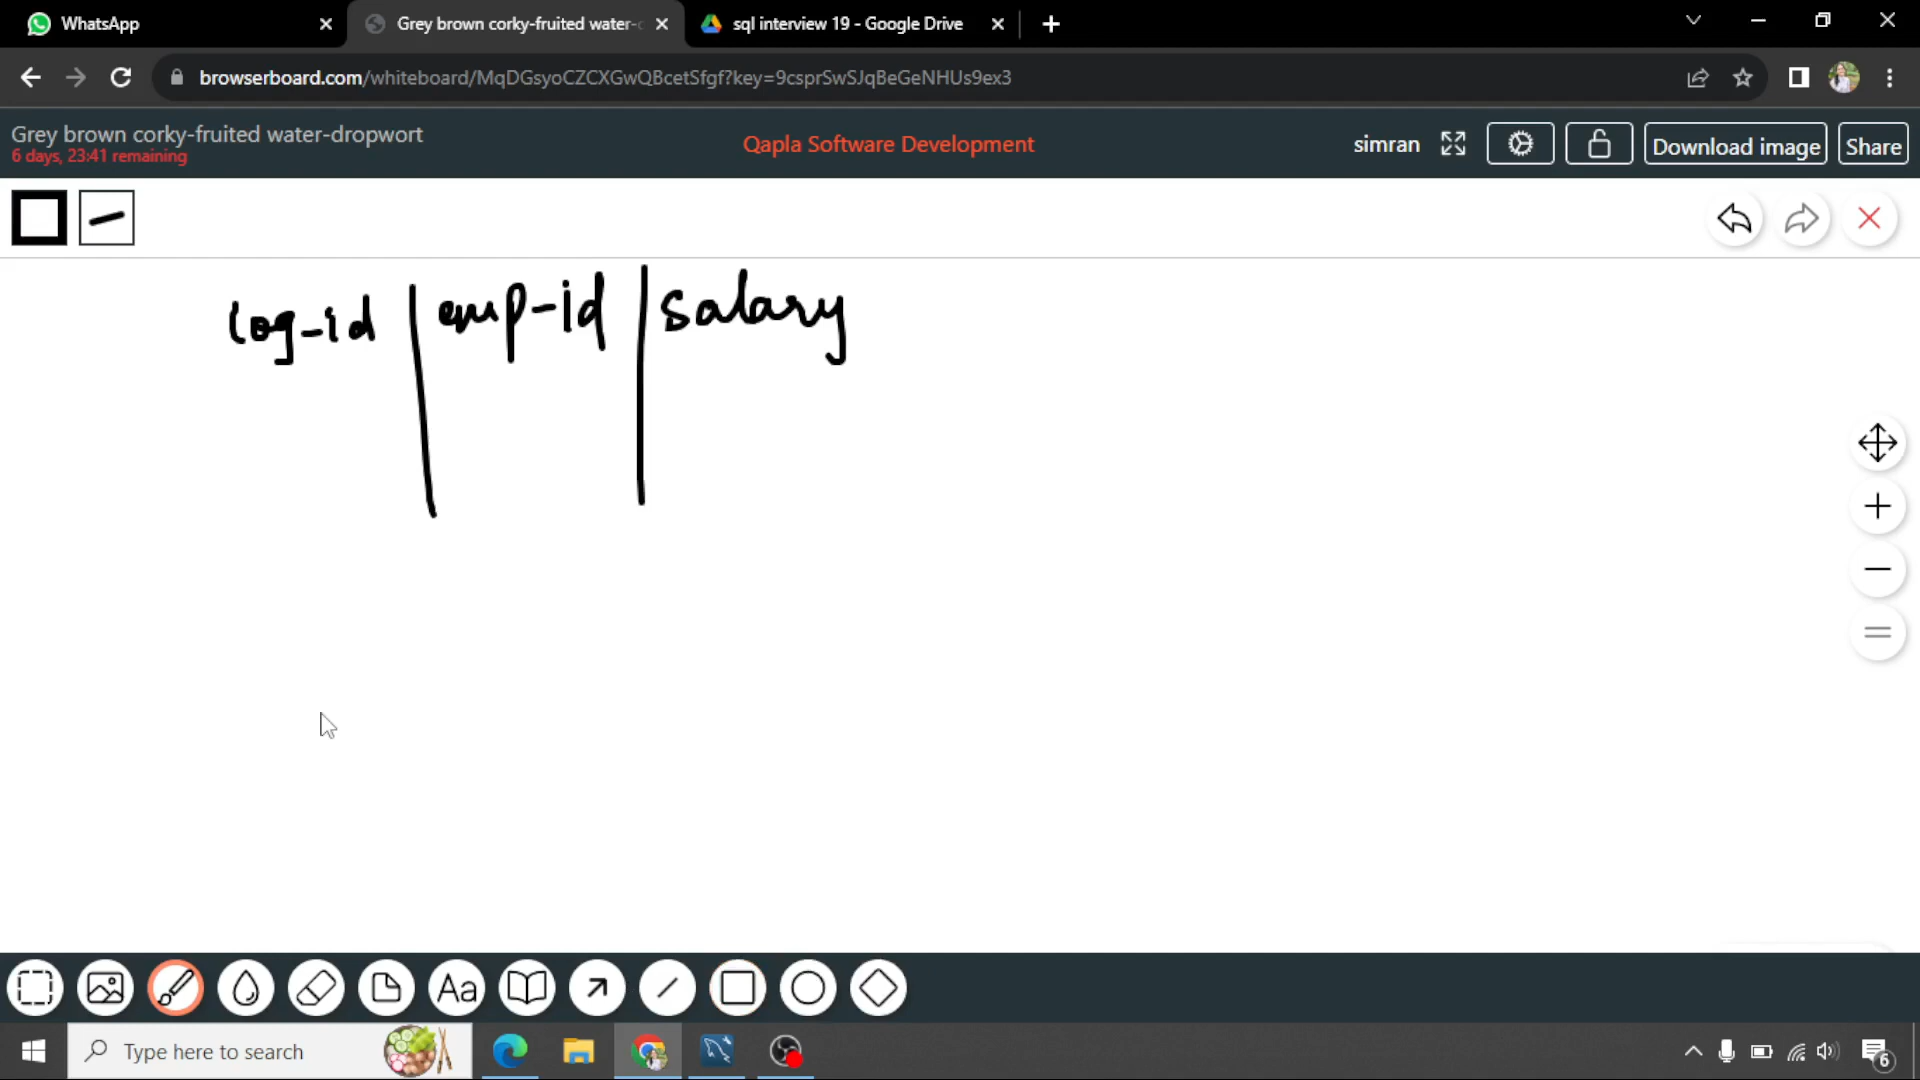 WhatsApp
Grey brown corky-fruited water-
sql interview 19 - Google Drive
browserboard.com/whiteboard/MqDGsyoCZCXGwQBcetSfgf?key=9csprSwSJqBeGeNHUs9ex3
Grey brown corky-fruited water-dropwort
6 days, 23:41 remaining
Qapla Software Development
simran
Download image
Share
log-id emp-id salary
Aa
Type here to search
6